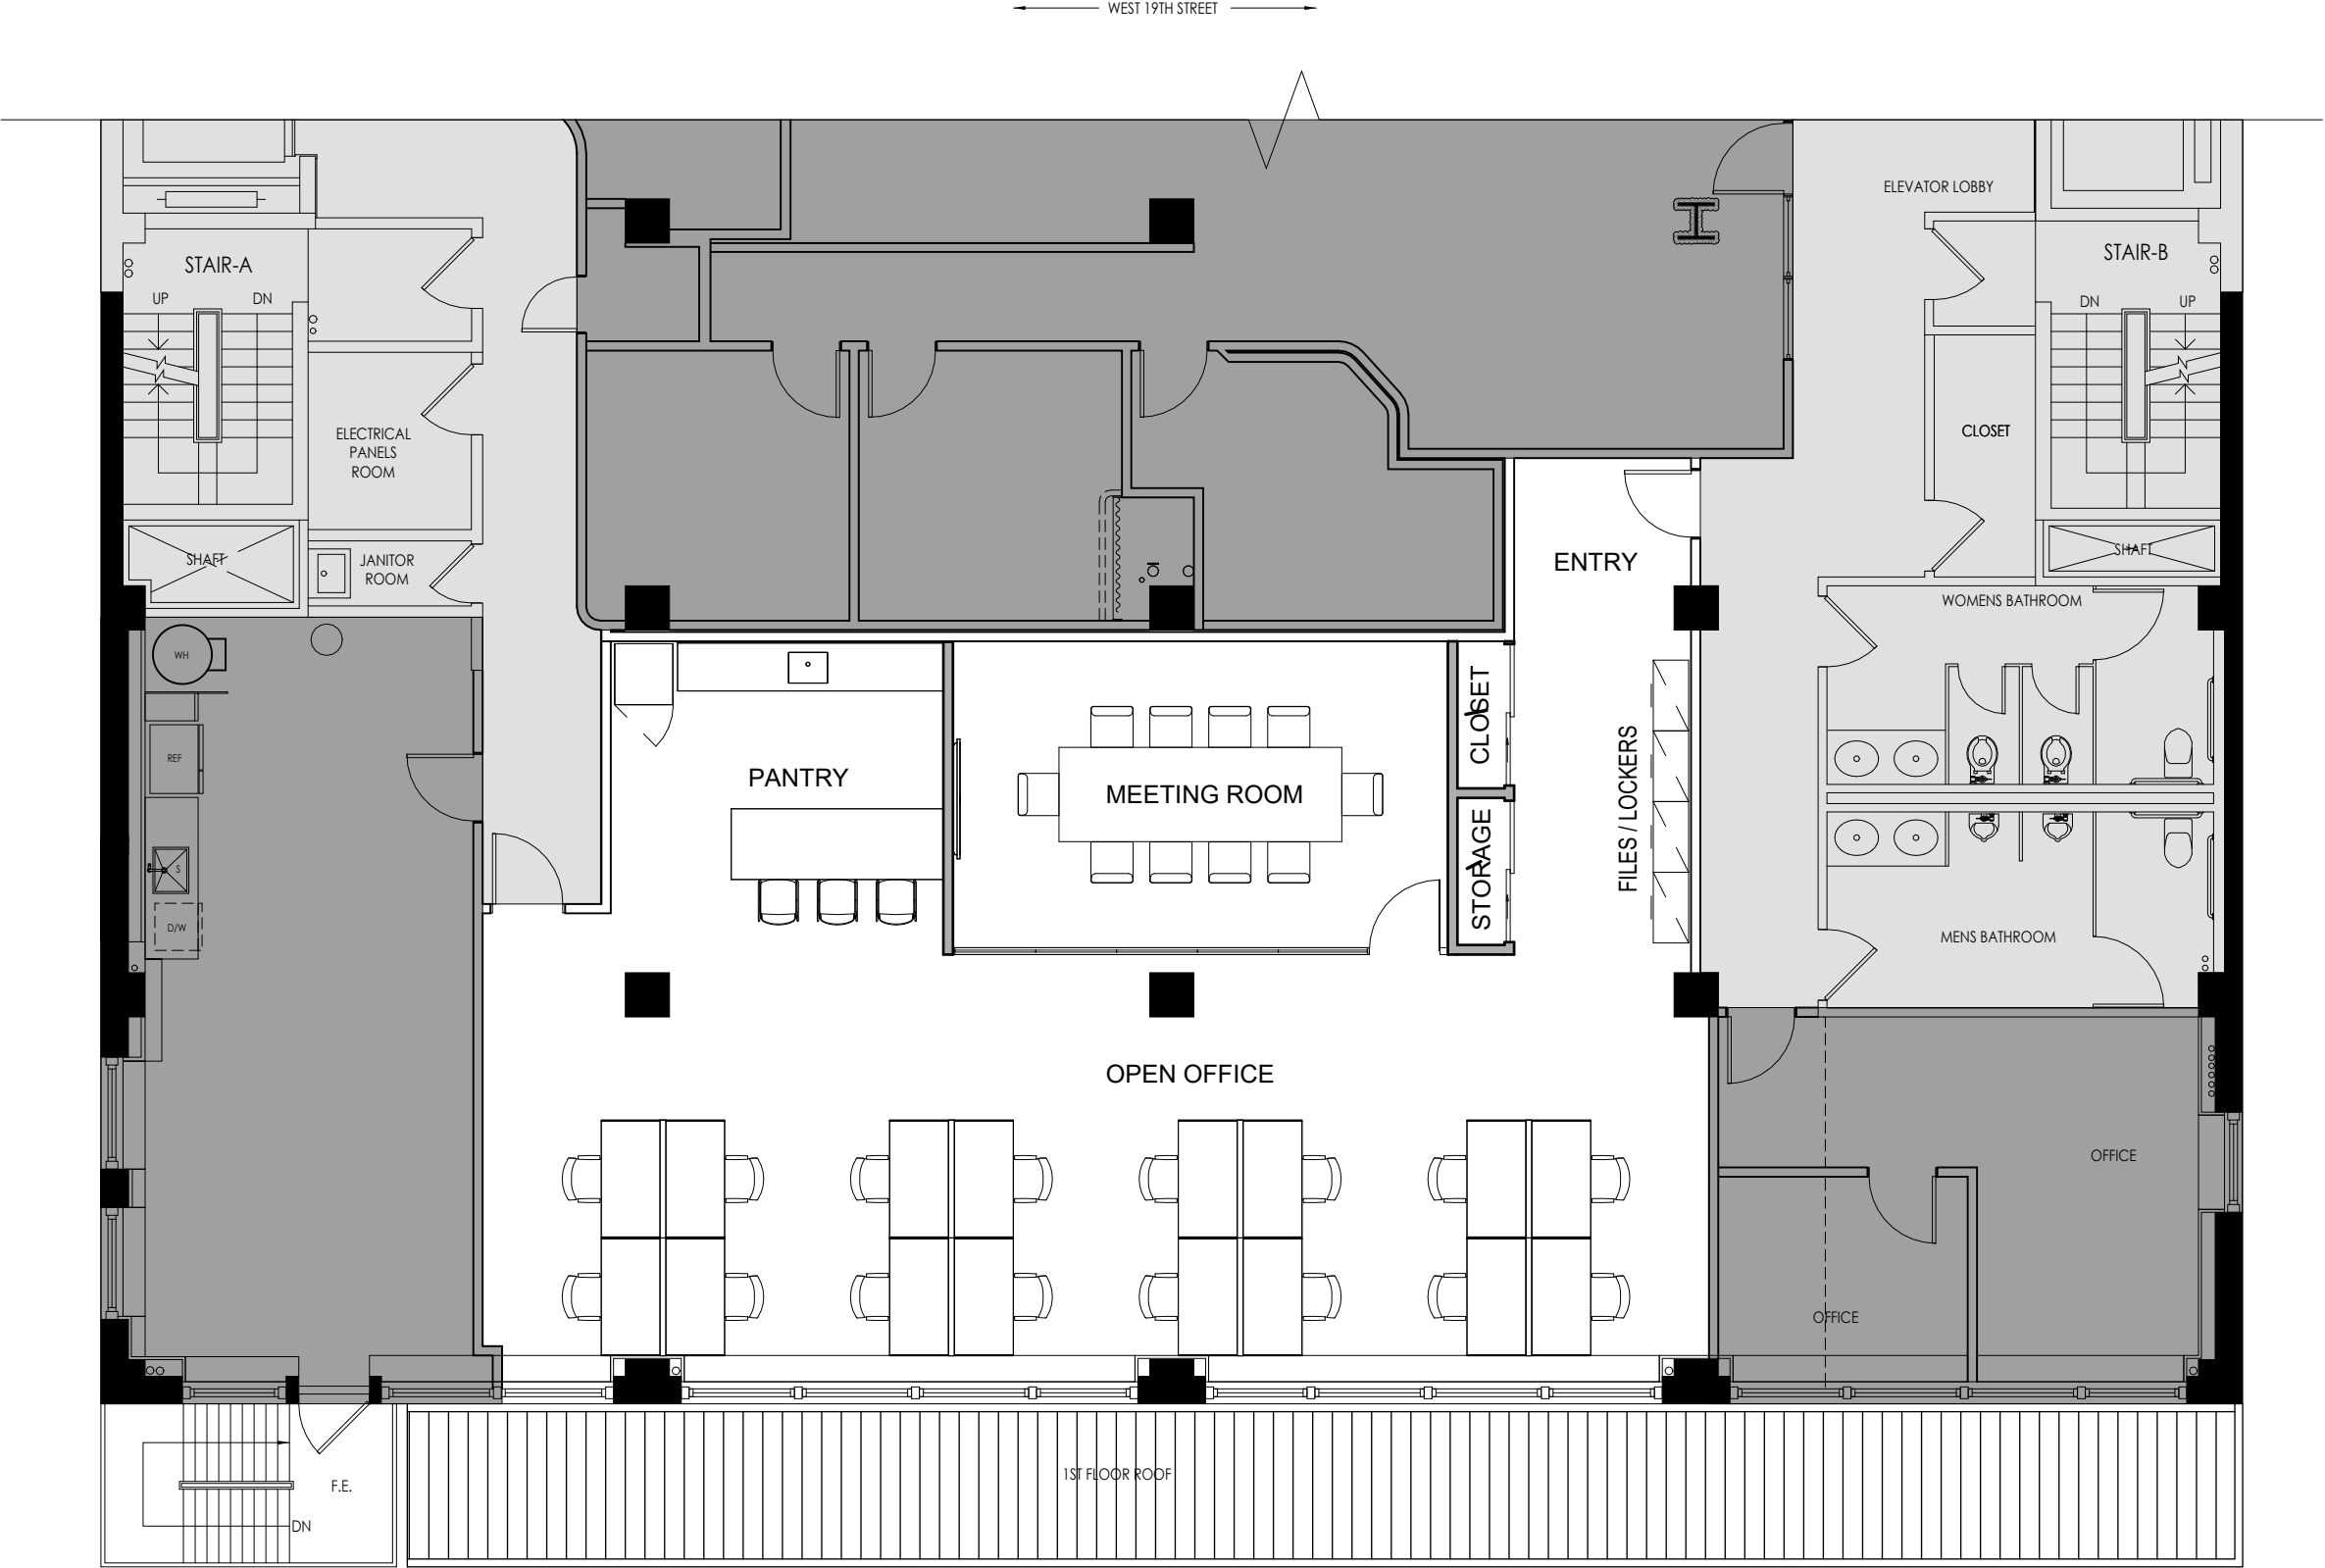 WEST 19TH STREET
ELEVATOR LOBBY
STAIR-A
UP
DN
STAIR-B
DN
UP
ELECTRICAL
PANELS
ROOM
CLOSET
SHAFT
JANITOR
ROOM
ENTRY
SHAFT
WOMENS BATHROOM
WH
REF
PANTRY
MEETING ROOM
CLOSET
STORAGE
FILES / LOCKERS
S
D/W
MENS BATHROOM
OPEN OFFICE
OFFICE
OFFICE
1ST FLOOR ROOF
F.E.
DN